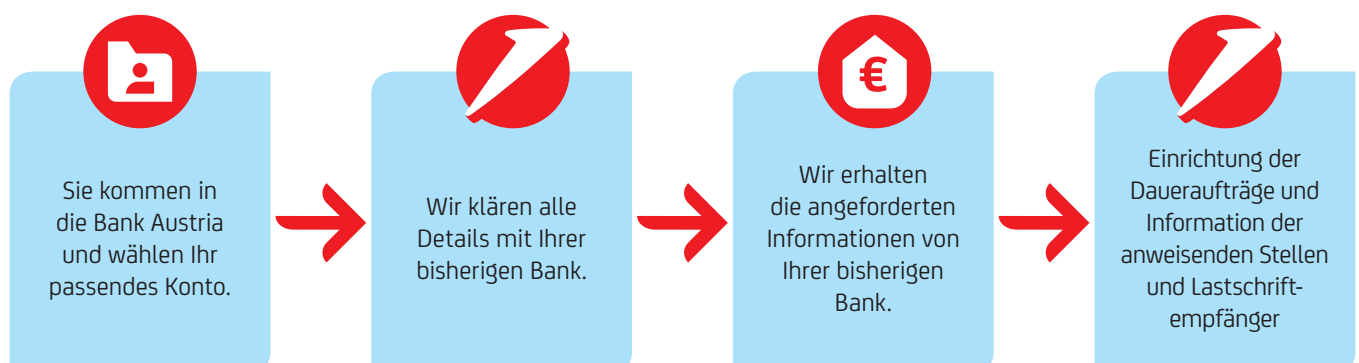 Sie kommen in
die Bank Austria
und wählen Ihr
passendes Konto.
Wir klären alle
Details mit Ihrer
bisherigen Bank.
€
Wir erhalten
die angeforderten
Informationen von
Ihrer bisherigen
Bank.
Einrichtung der
Daueraufträge und
Information der
anweisenden Stellen
und Lastschrift-
empfänger